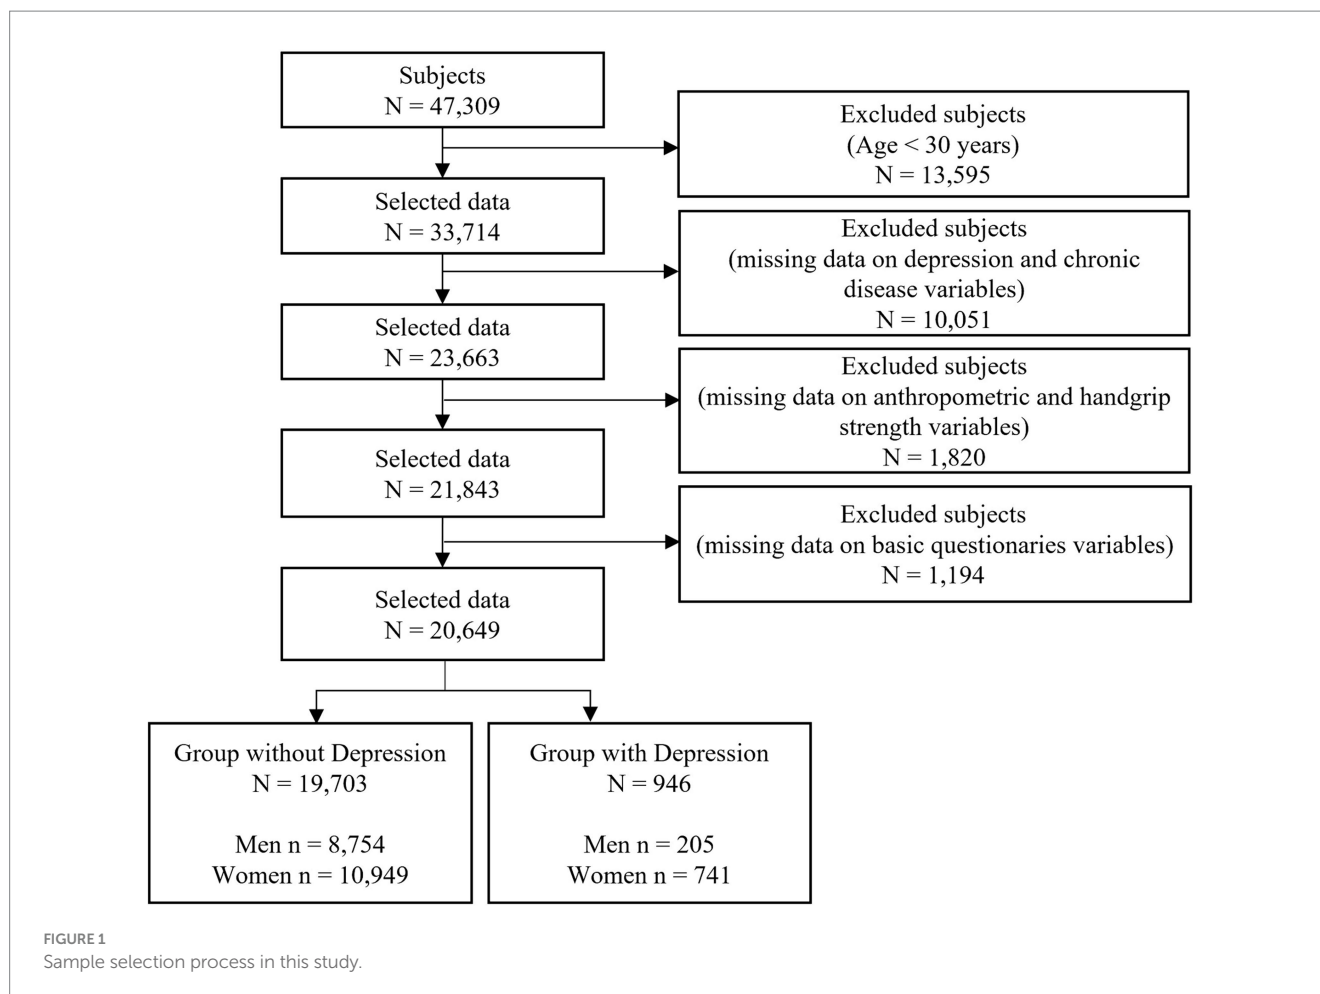 Subjects
N = 47,309
Excluded subjects
(Age < 30 years)
N = 13,595
Selected data
N = 33,714
Excluded subjects
(missing data on depression and chronic
disease variables)
N = 10,051
Selected data
N = 23,663
Excluded subjects
(missing data on anthropometric and handgrip
strength variables)
N = 1,820
Selected data
N = 21,843
Excluded subjects
(missing data on basic questionaries variables)
N = 1,194
Selected data
N = 20,649
Group without Depression
N = 19,703
Men n = 8,754
Women n = 10,949
Group with Depression
N = 946
Men n = 205
Women n = 741
FIGURE 1
Sample selection process in this study.